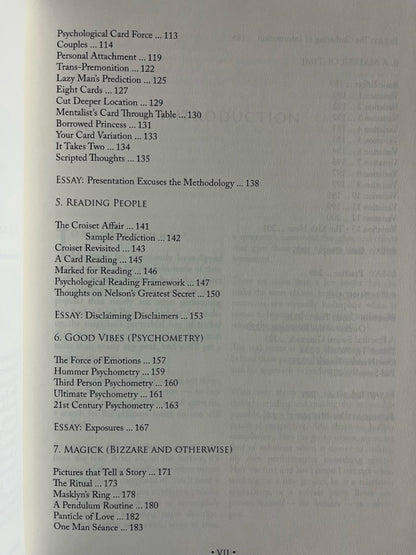 Psychological Card Force ... 113
Couples ... 114
Personal Attachment ... 119
Trans-Premonition ... 122
Lazy Man's Prediction ... 125
Eight Cards ... 127
Cut Deeper Location ... 129
Mentalist's Card Through Table ... 130
Borrowed Princess ... 131
Your Card Variation ... 133
It Takes Two ... 134
Scripted Thoughts ... 135
ESSAY: Presentation Excuses the Methodology ... 138
5. Reading People
The Croiset Affair ... 141
Sample Prediction ... 142
Croiset Revisited ... 143
A Card Reading ... 145
Marked for Reading ... 146
Psychological Reading Framework ... 147
Thoughts on Nelson's Greatest Secret ... 150
ESSAY: Disclaiming Disclaimers ... 153
6. Good Vibes (Psychometry)
The Force of Emotions ... 157
Hummer Psychometry ... 159
Third Person Psychometry ... 160
Ultimate Psychometry ... 161
21st Century Psychometry ... 163
ESSAY: Exposures ... 167
7. Magick (Bizzare and otherwise)
Pictures that Tell a Story ... 171
The Ritual ... 173
Masklyn's Ring ... 178
A Pendulum Routine ... 180
Panticle of Love ... 182
One Man Séance ... 183
• VII •